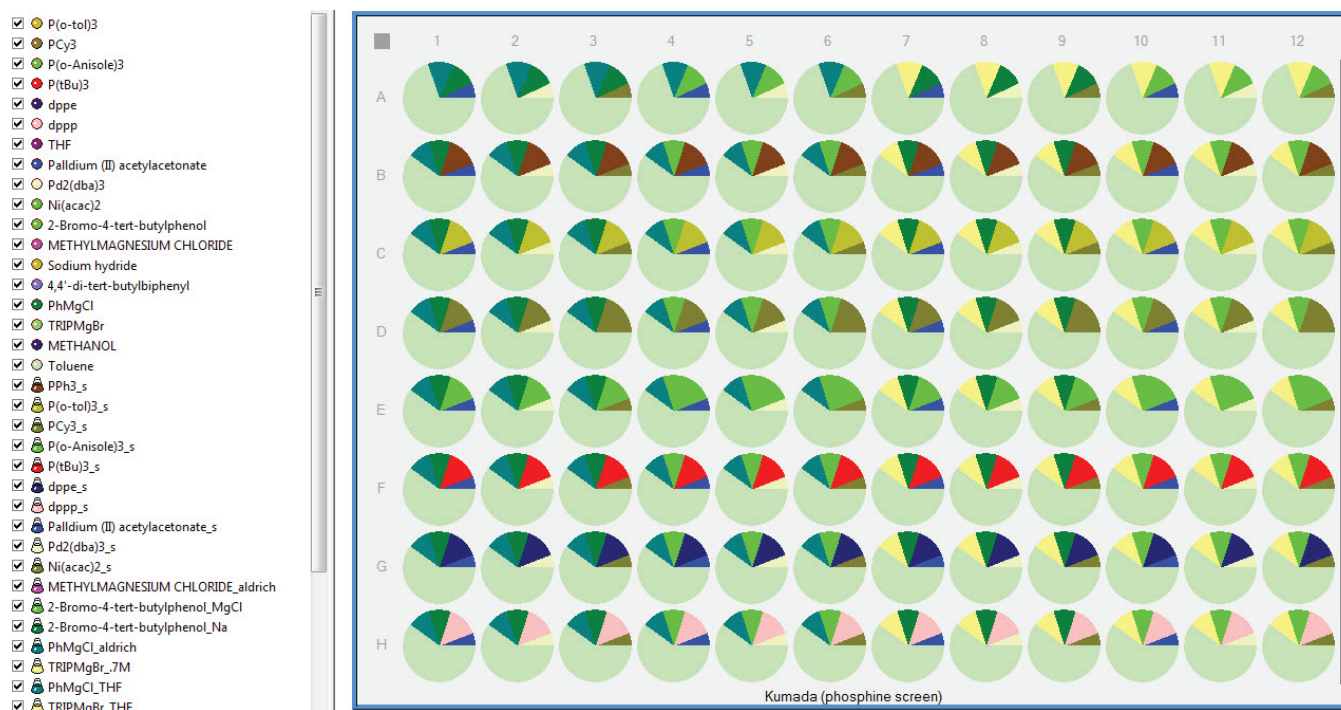 P(o-tol)3
PCy3
P(o-Anisole)3
P(tBu)3
dppe
dppp
THF
Palldium (II) acetylacetonate
Pd2(dba)3
Ni(acac)2
2-Bromo-4-tert-butylphenol
METHYLMAGNESIUM CHLORIDE
Sodium hydride
4,4'-di-tert-butylbiphenyl
PhMgCl
TRIPMgBr
METHANOL
Toluene
PPh3_s
P(o-tol)3_s
PCy3_s
P(o-Anisole)3_s
P(tBu)3_s
dppe_s
dppp_s
Palldium (II) acetylacetonate_s
Pd2(dba)3_s
Ni(acac)2_s
METHYLMAGNESIUM CHLORIDE_aldrich
2-Bromo-4-tert-butylphenol_MgCl
2-Bromo-4-tert-butylphenol_Na
PhMgCl_aldrich
TRIPMgBr_.7M
PhMgCl_THF
TRIPMgBr_THF
1 2 3 4 5 6 7 8 9 10 11 12
A
B
C
D
E
F
G
H
Kumada (phosphine screen)